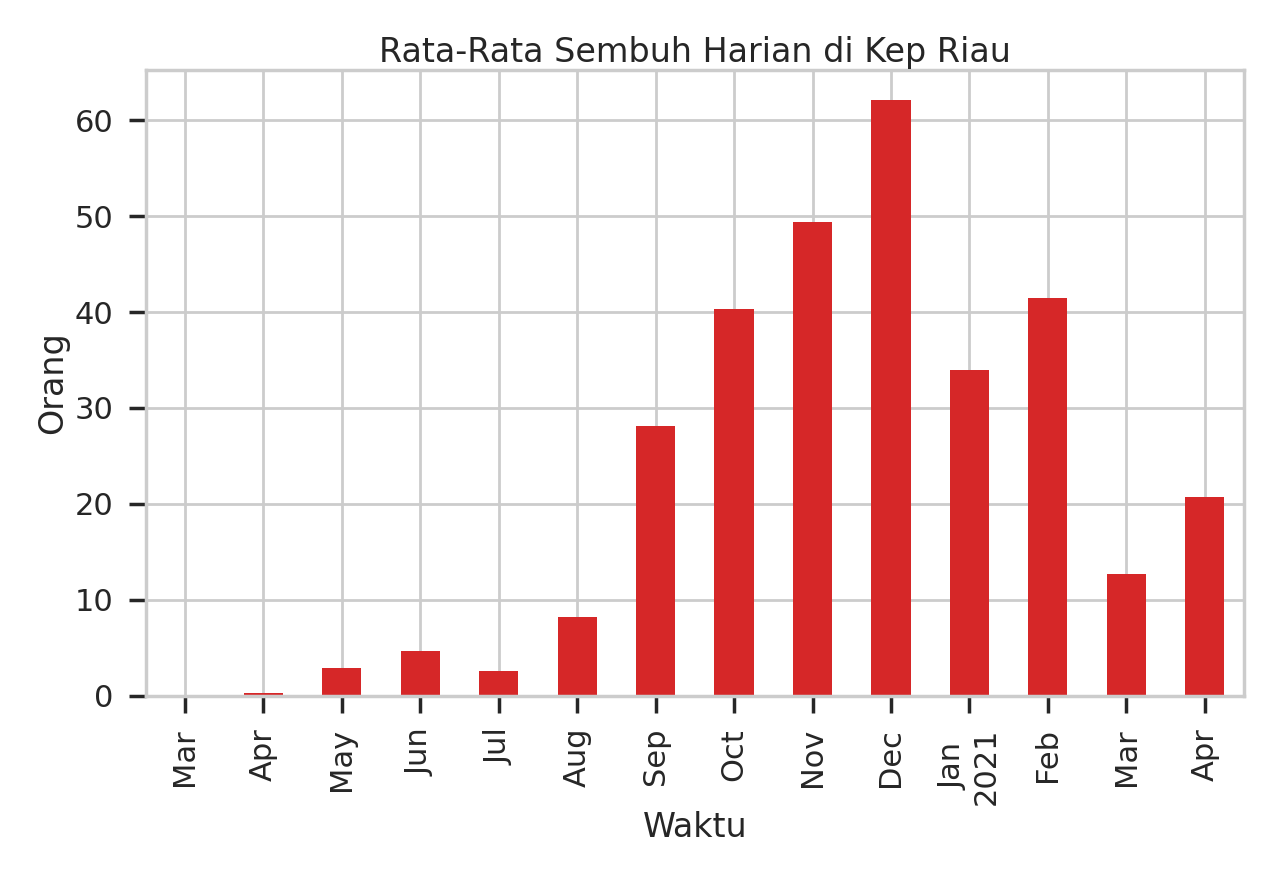 Rata-Rata Sembuh Harian di Kep Riau
Orang
60
50
40
30
20
10
0
Mar
Apr
May
Jun
Jul
Aug
Sep
Oct
Nov
Dec
Jan
2021
Feb
Mar
Apr
Waktu